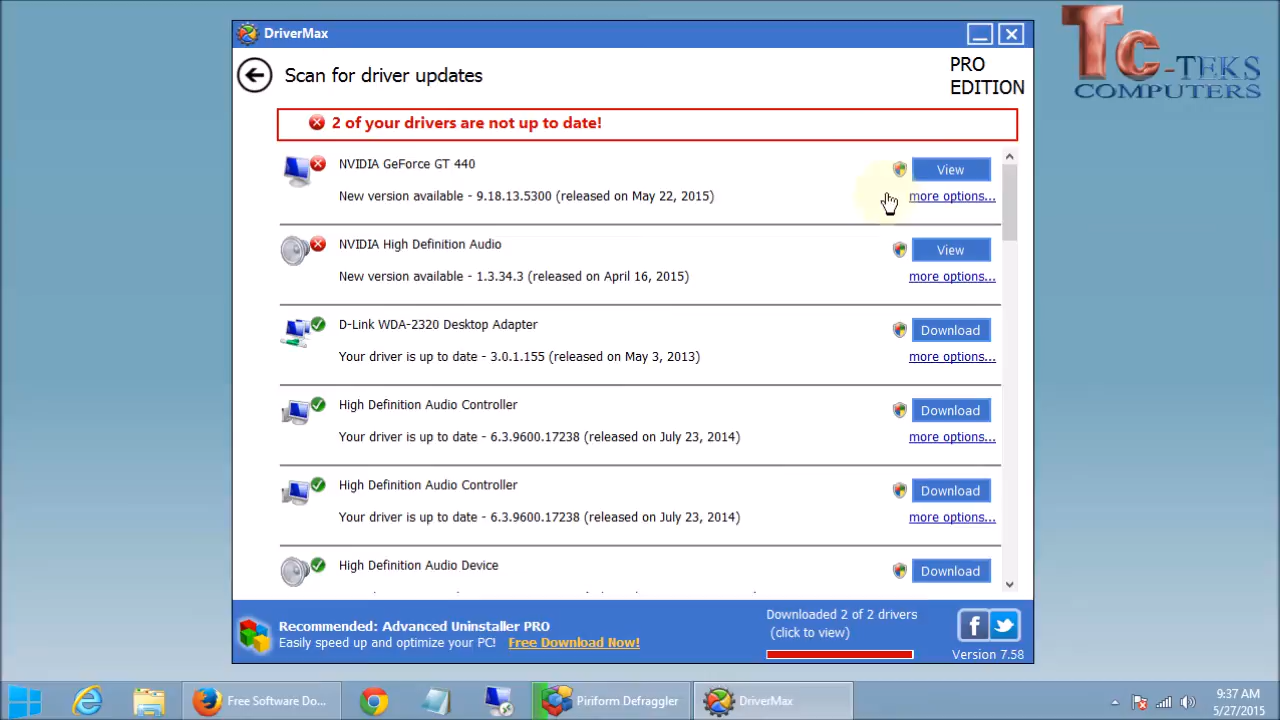 DriverMax
Scan for driver updates
PRO
EDITION
TC-TEKS
COMPUTERS
2 of your drivers are not up to date!
NVIDIA GeForce GT 440
View
New version available - 9.18.13.5300 (released on May 22, 2015)
more options...
NVIDIA High Definition Audio
View
New version available - 1.3.34.3 (released on April 16, 2015)
more options...
D-Link WDA-2320 Desktop Adapter
Download
Your driver is up to date - 3.0.1.155 (released on May 3, 2013)
more options...
High Definition Audio Controller
Download
Your driver is up to date - 6.3.9600.17238 (released on July 23, 2014)
more options...
High Definition Audio Controller
Download
Your driver is up to date - 6.3.9600.17238 (released on July 23, 2014)
more options...
High Definition Audio Device
Download
Recommended: Advanced Uninstaller PRO
Easily speed up and optimize your PC! Free Download Now!
Downloaded 2 of 2 drivers
(click to view)
Version 7.58
Free Software Do...
Piriform Defraggler
DriverMax
9:37 AM
5/27/2015